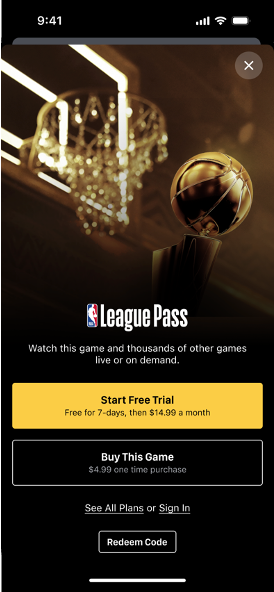 9:41
NBA League Pass
Watch this game and thousands of other games
live or on demand.
Start Free Trial
Free for 7-days, then $14.99 a month
Buy This Game
$4.99 one time purchase
See All Plans or Sign In
Redeem Code